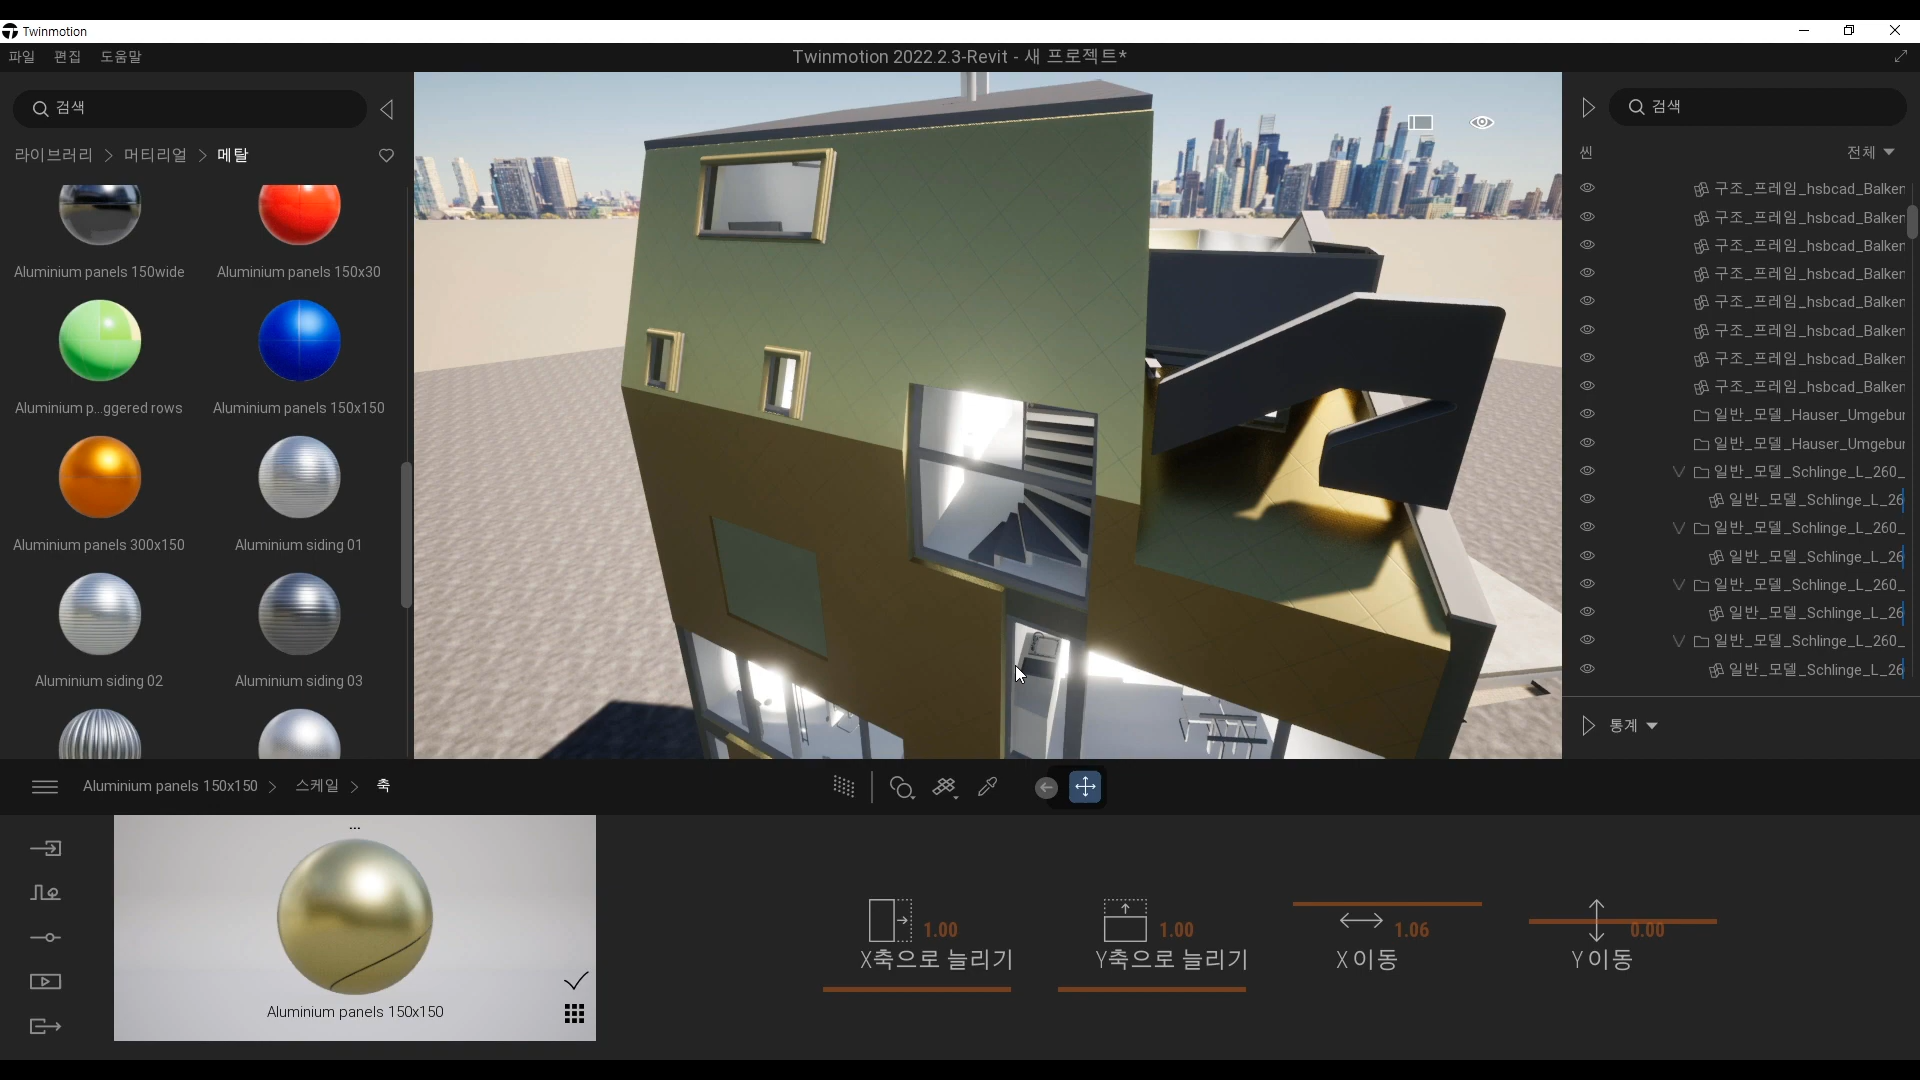 Twinmotion
파일 편집 도움말
Twinmotion 2022.2.3-Revit - 새 프로젝트*
검색
라이브러리 > 머티리얼 > 메탈
Aluminium panels 150wide
Aluminium panels 150x30
Aluminium p...ggered rows
Aluminium panels 150x150
Aluminium panels 300x150
Aluminium siding 01
Aluminium siding 02
Aluminium siding 03
검색
씬
전체
구조_프레임_hsbcad_Balken
구조_프레임_hsbcad_Balken
구조_프레임_hsbcad_Balken
구조_프레임_hsbcad_Balken
구조_프레임_hsbcad_Balken
구조_프레임_hsbcad_Balken
구조_프레임_hsbcad_Balken
구조_프레임_hsbcad_Balken
일반_모델_Hauser_Umgebur
일반_모델_Hauser_Umgebur
일반_모델_Schlinge_L_260_
일반_모델_Schlinge_L_26
일반_모델_Schlinge_L_260_
일반_모델_Schlinge_L_26
일반_모델_Schlinge_L_260_
일반_모델_Schlinge_L_26
일반_모델_Schlinge_L_260_
일반_모델_Schlinge_L_26
통계
Aluminium panels 150x150 > 스케일 > 축
...
Aluminium panels 150x150
1.00
X축으로 늘리기
1.00
Y축으로 늘리기
1.06
X 이동
0.00
Y 이동